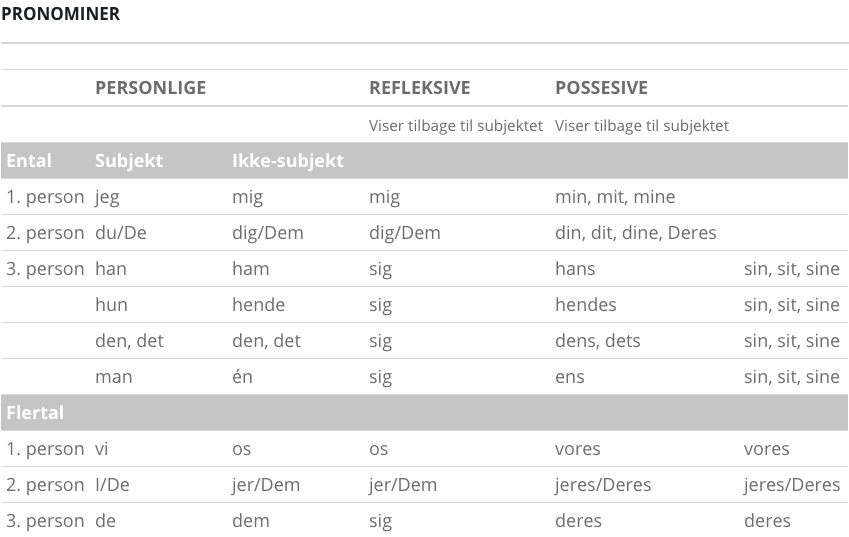 PRONOMINER
PERSONLIGE REFLEKSIVE POSSESIVE
Viser tilbage til subjektet Viser tilbage til subjektet
Ental Subjekt Ikke-subjekt
1. person jeg mig mig min, mit, mine
2. person du/De dig/Dem dig/Dem din, dit, dine, Deres
3. person han ham sig hans sin, sit, sine
hun hende sig hendes sin, sit, sine
den, det den, det sig dens, dets sin, sit, sine
man én sig ens sin, sit, sine
Flertal
1. person vi os os vores vores
2. person I/De jer/Dem jer/Dem jeres/Deres jeres/Deres
3. person de dem sig deres deres